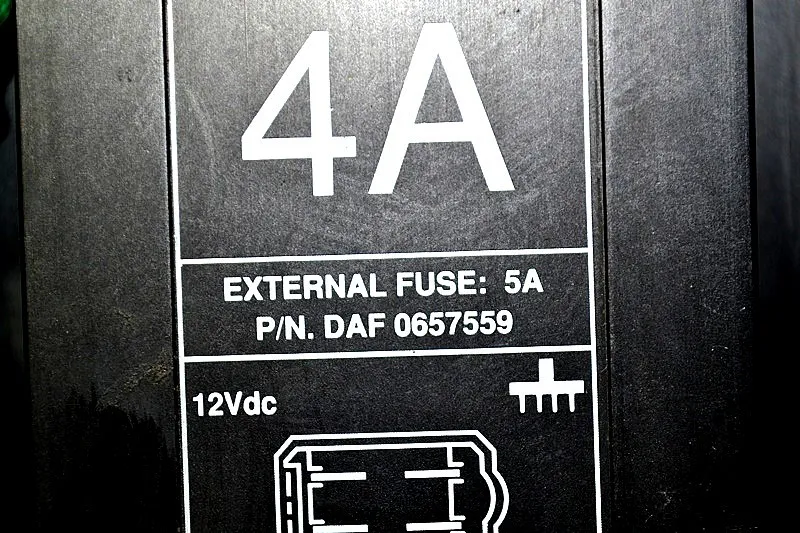 4A
EXTERNAL FUSE: 5A
P/N. DAF 0657559
12Vdc